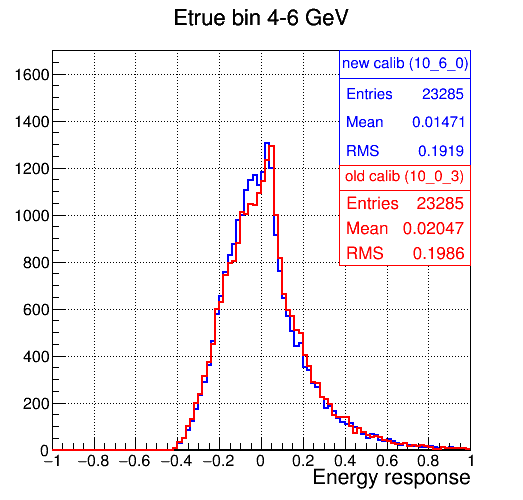 Etrue bin 4-6 GeV
new calib (10_6_0)
Entries 23285
Mean 0.01471
RMS 0.1919
old calib (10_0_3)
Entries 23285
Mean 0.02047
RMS 0.1986
1600
1400
1200
1000
800
600
400
200
0
−1 −0.8 −0.6 −0.4 −0.2 0 0.2 0.4 0.6 0.8 1
Energy response